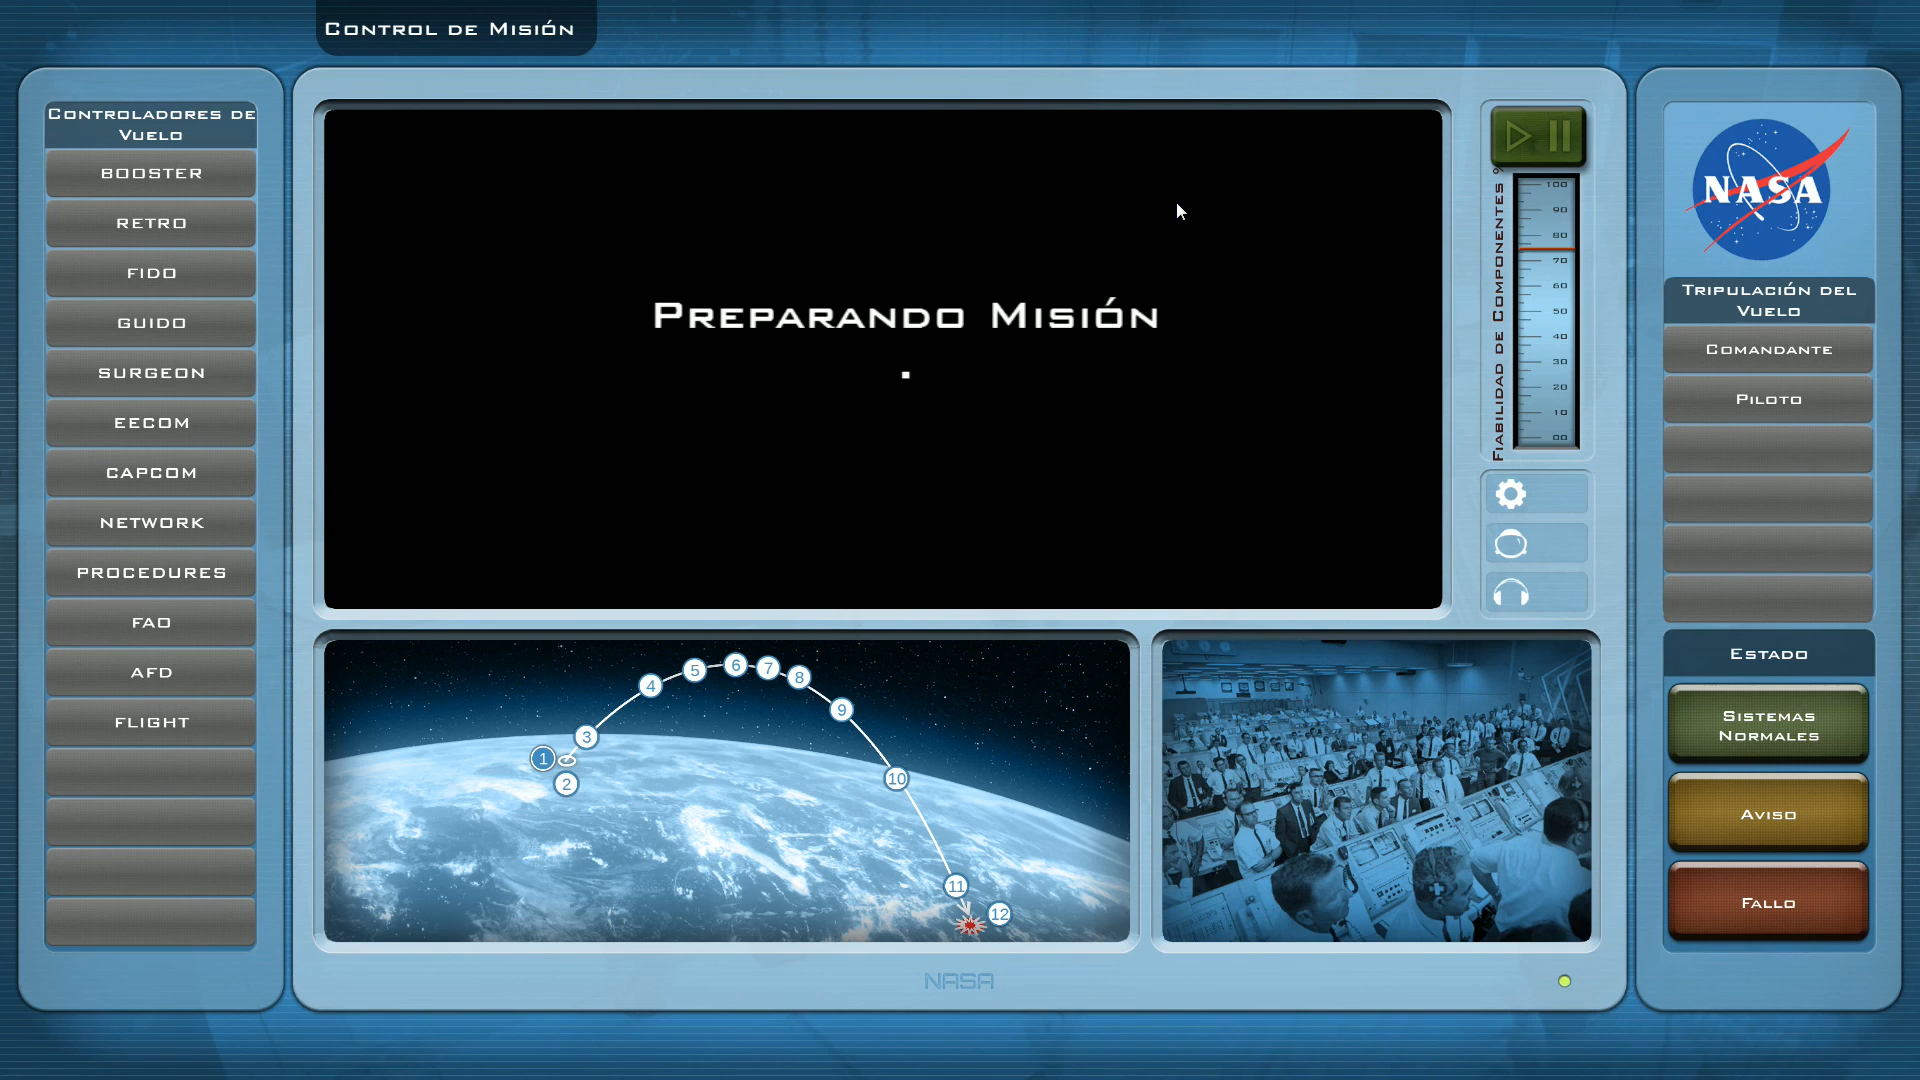 Control de Misión
Controladores de
Vuelo
BOOSTER
RETRO
FIDO
GUIDO
SURGEON
EECOM
CAPCOM
NETWORK
PROCEDURES
FAO
AFD
FLIGHT
Preparando Misión
.
Fiabilidad de Componentes %
100
90
80
70
60
50
40
30
20
10
00
1
2
3
4
5
6
7
8
9
10
11
12
NASA
NASA
Tripulación del
Vuelo
Comandante
Piloto
Estado
Sistemas
Normales
Aviso
Fallo